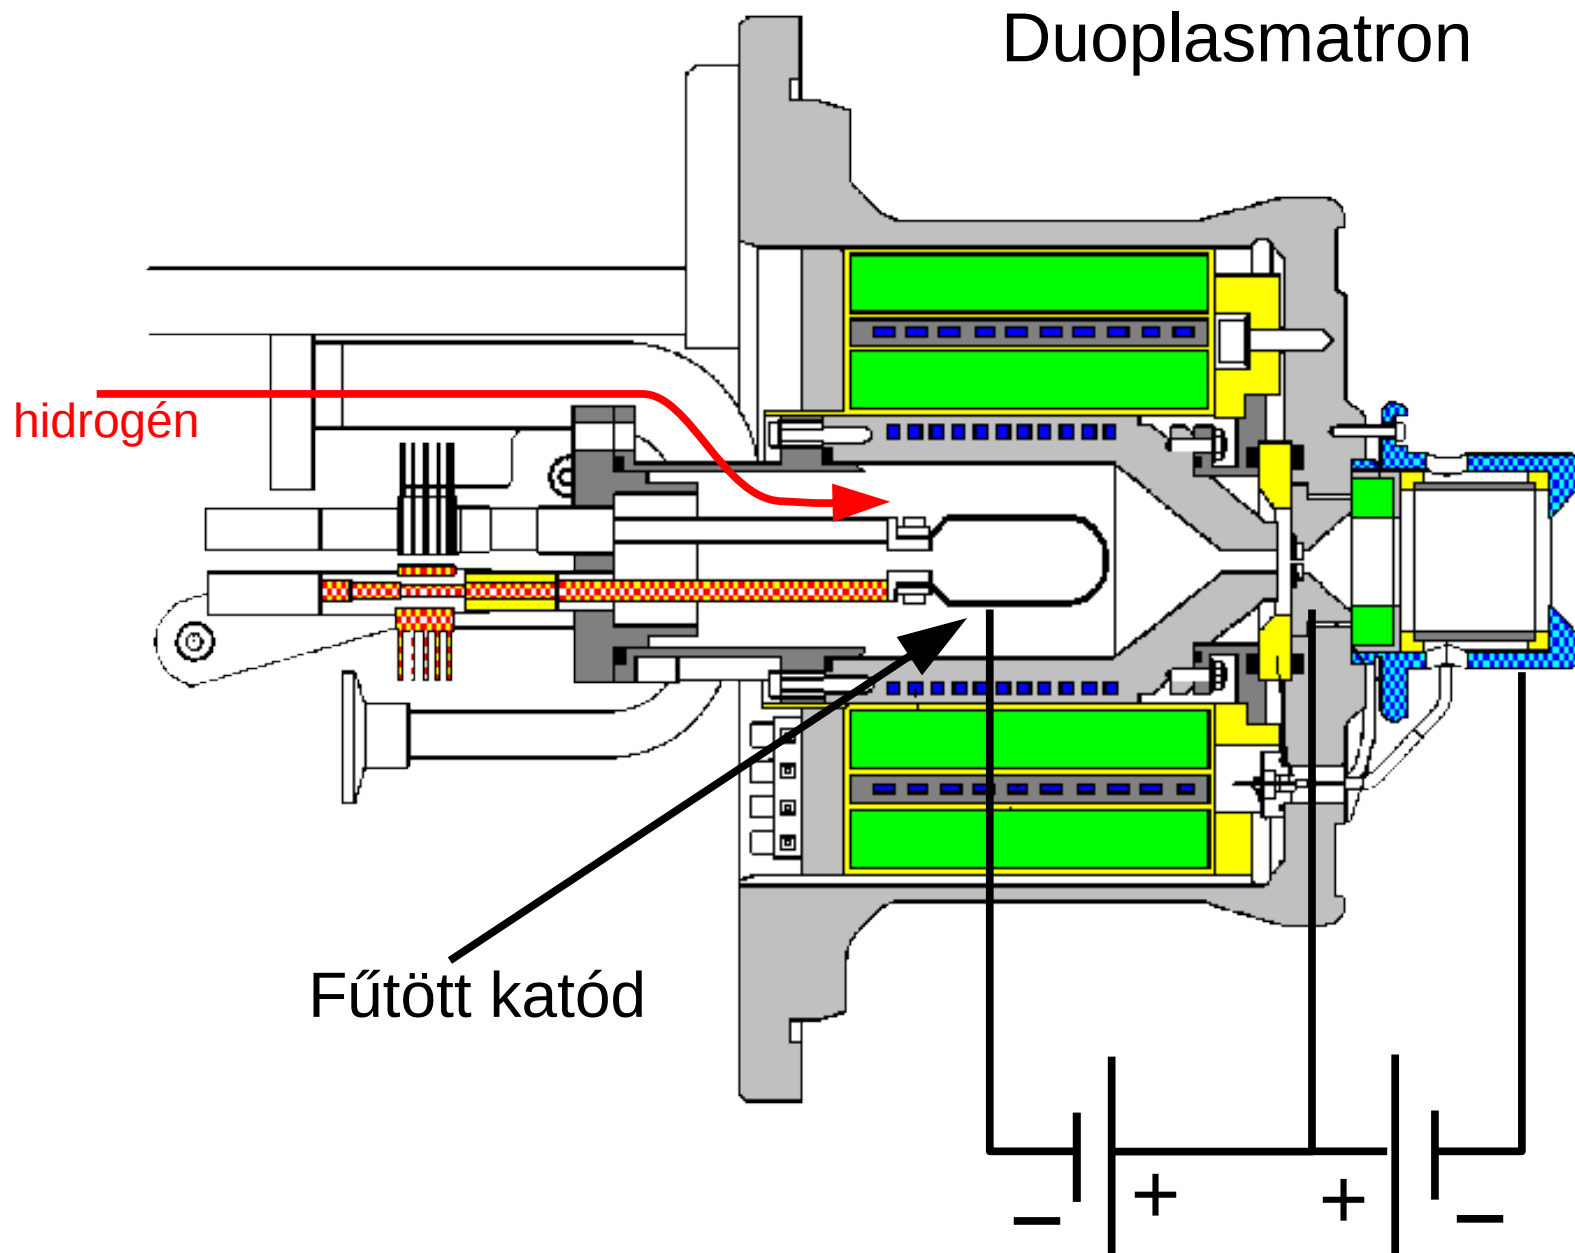 Duoplasmatron
hidrogén
Fűtött katód
− + + −